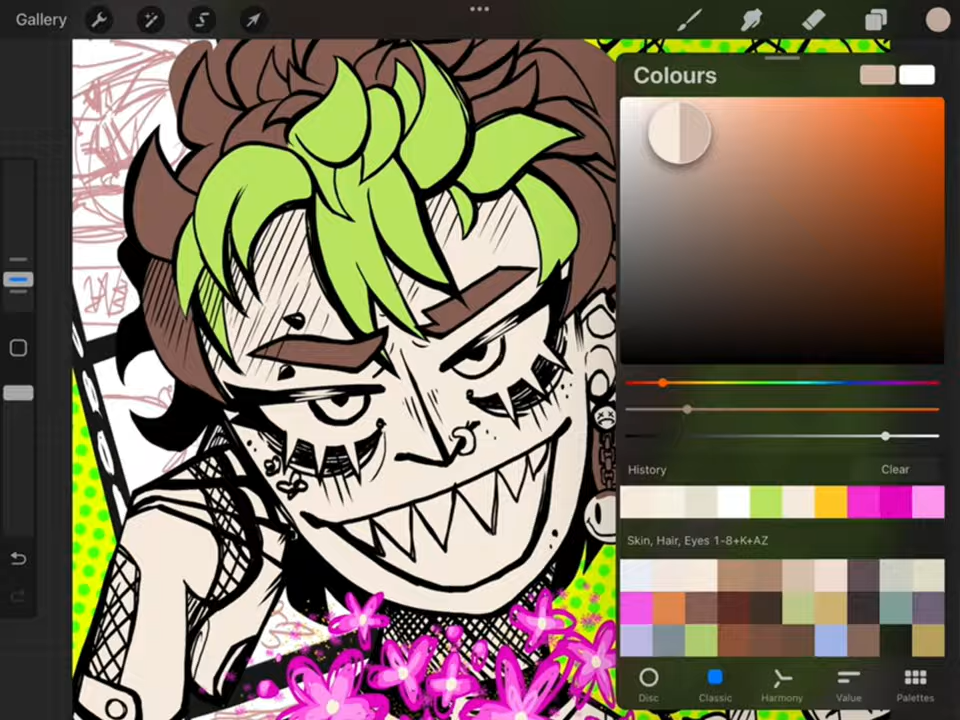 Gallery
Colours
History
Clear
Skin, Hair, Eyes 1-8+K+AZ
Disc
Classic
Harmony
Value
Palettes